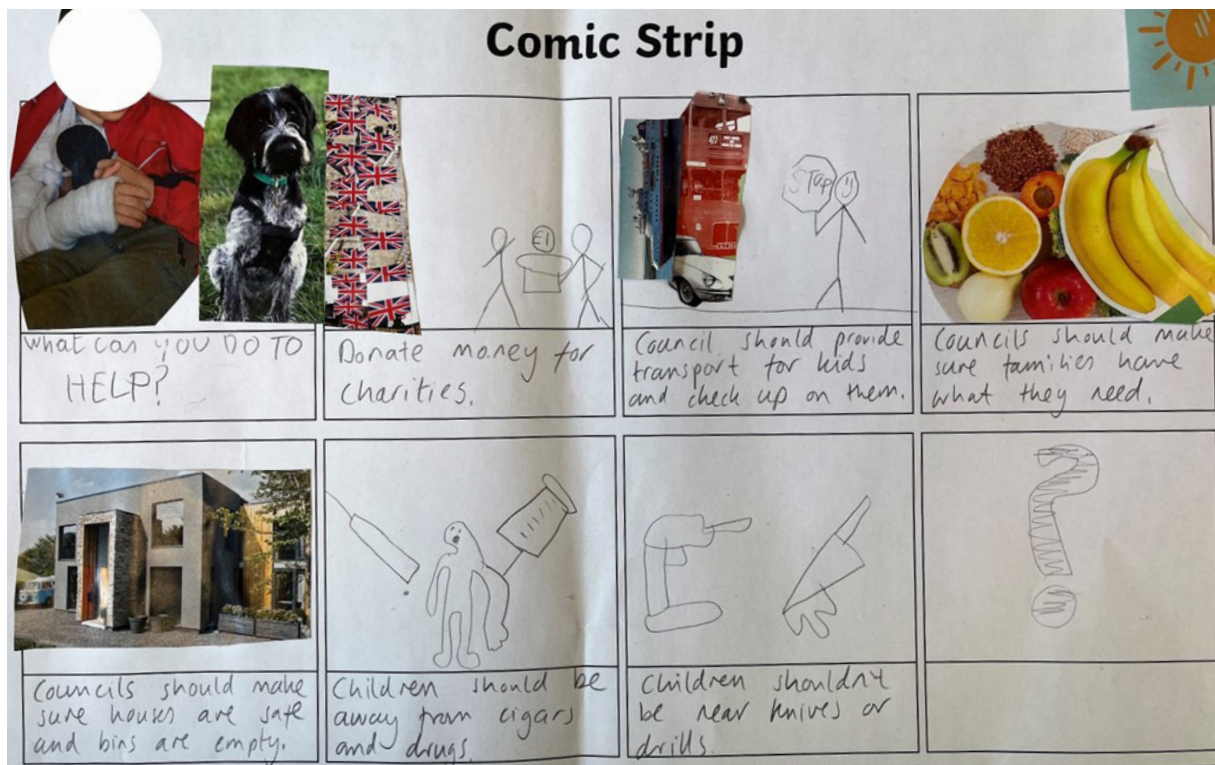 Comic Strip
What can you DO TO
HELP?
£1
Donate money for
charities.
STOP
Council should provide
transport for kids
and check up on them.
Councils should make
sure families have
what they need.
Councils should make
sure houses are safe
and bins are empty.
Children should be
away from cigars
and drugs.
Children shouldn't
be near knives or
drills.
?